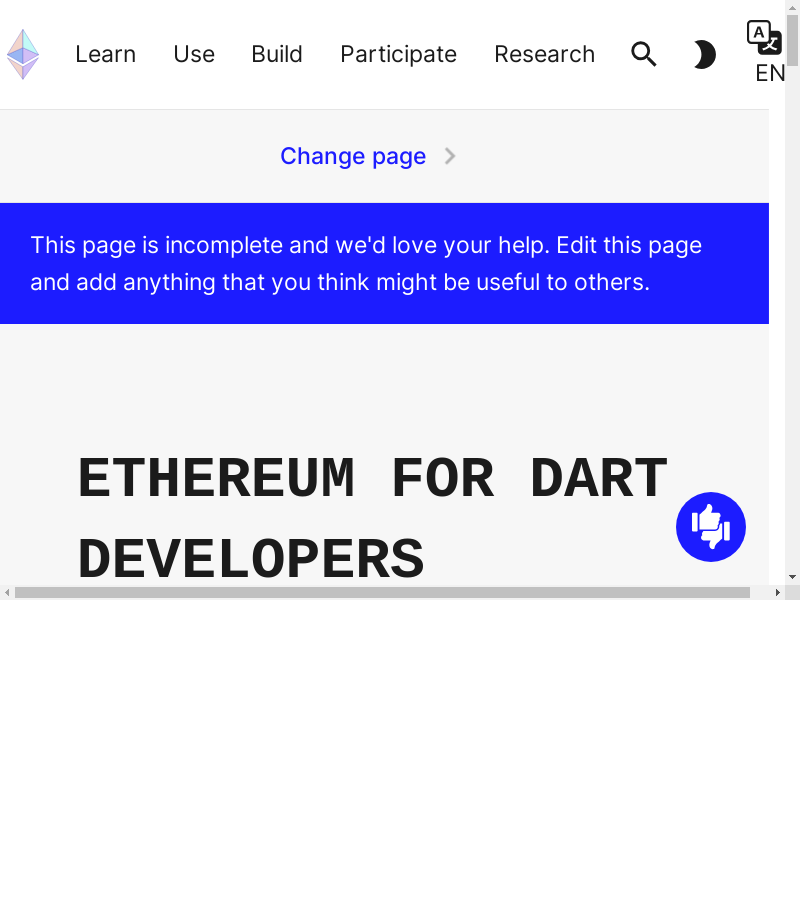 Learn Use Build Participate Research
EN
Change page
This page is incomplete and we'd love your help. Edit this page
and add anything that you think might be useful to others.
ETHEREUM FOR DART
DEVELOPERS